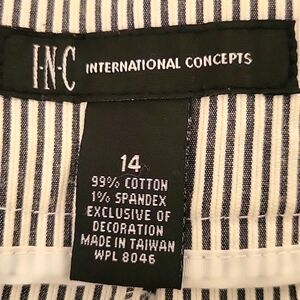 I·N·C INTERNATIONAL CONCEPTS
14
99% COTTON
1% SPANDEX
EXCLUSIVE OF
DECORATION
MADE IN TAIWAN
WPL 8046